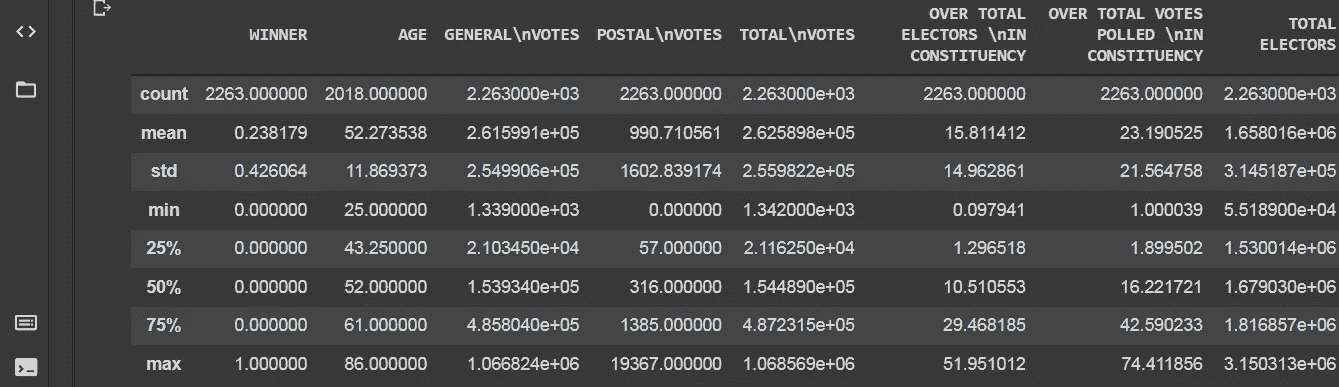 OVER TOTAL OVER TOTAL VOTES
WINNER AGE GENERAL\nVOTES POSTAL\nVOTES TOTAL\nVOTES ELECTORS \nIN POLLED \nIN TOTAL
CONSTITUENCY CONSTITUENCY ELECTORS
count 2263.000000 2018.000000 2.263000e+03 2263.000000 2.263000e+03 2263.000000 2263.000000 2.263000e+03
mean 0.238179 52.273538 2.615991e+05 990.710561 2.625898e+05 15.811412 23.190525 1.658016e+06
std 0.426064 11.869373 2.549906e+05 1602.839174 2.559822e+05 14.962861 21.564758 3.145187e+05
min 0.000000 25.000000 1.339000e+03 0.000000 1.342000e+03 0.097941 1.000039 5.518900e+04
25% 0.000000 43.250000 2.103450e+04 57.000000 2.116250e+04 1.296518 1.899502 1.530014e+06
50% 0.000000 52.000000 1.539340e+05 316.000000 1.544890e+05 10.510553 16.221721 1.679030e+06
75% 0.000000 61.000000 4.858040e+05 1385.000000 4.872315e+05 29.468185 42.590233 1.816857e+06
max 1.000000 86.000000 1.066824e+06 19367.000000 1.068569e+06 51.951012 74.411856 3.150313e+06